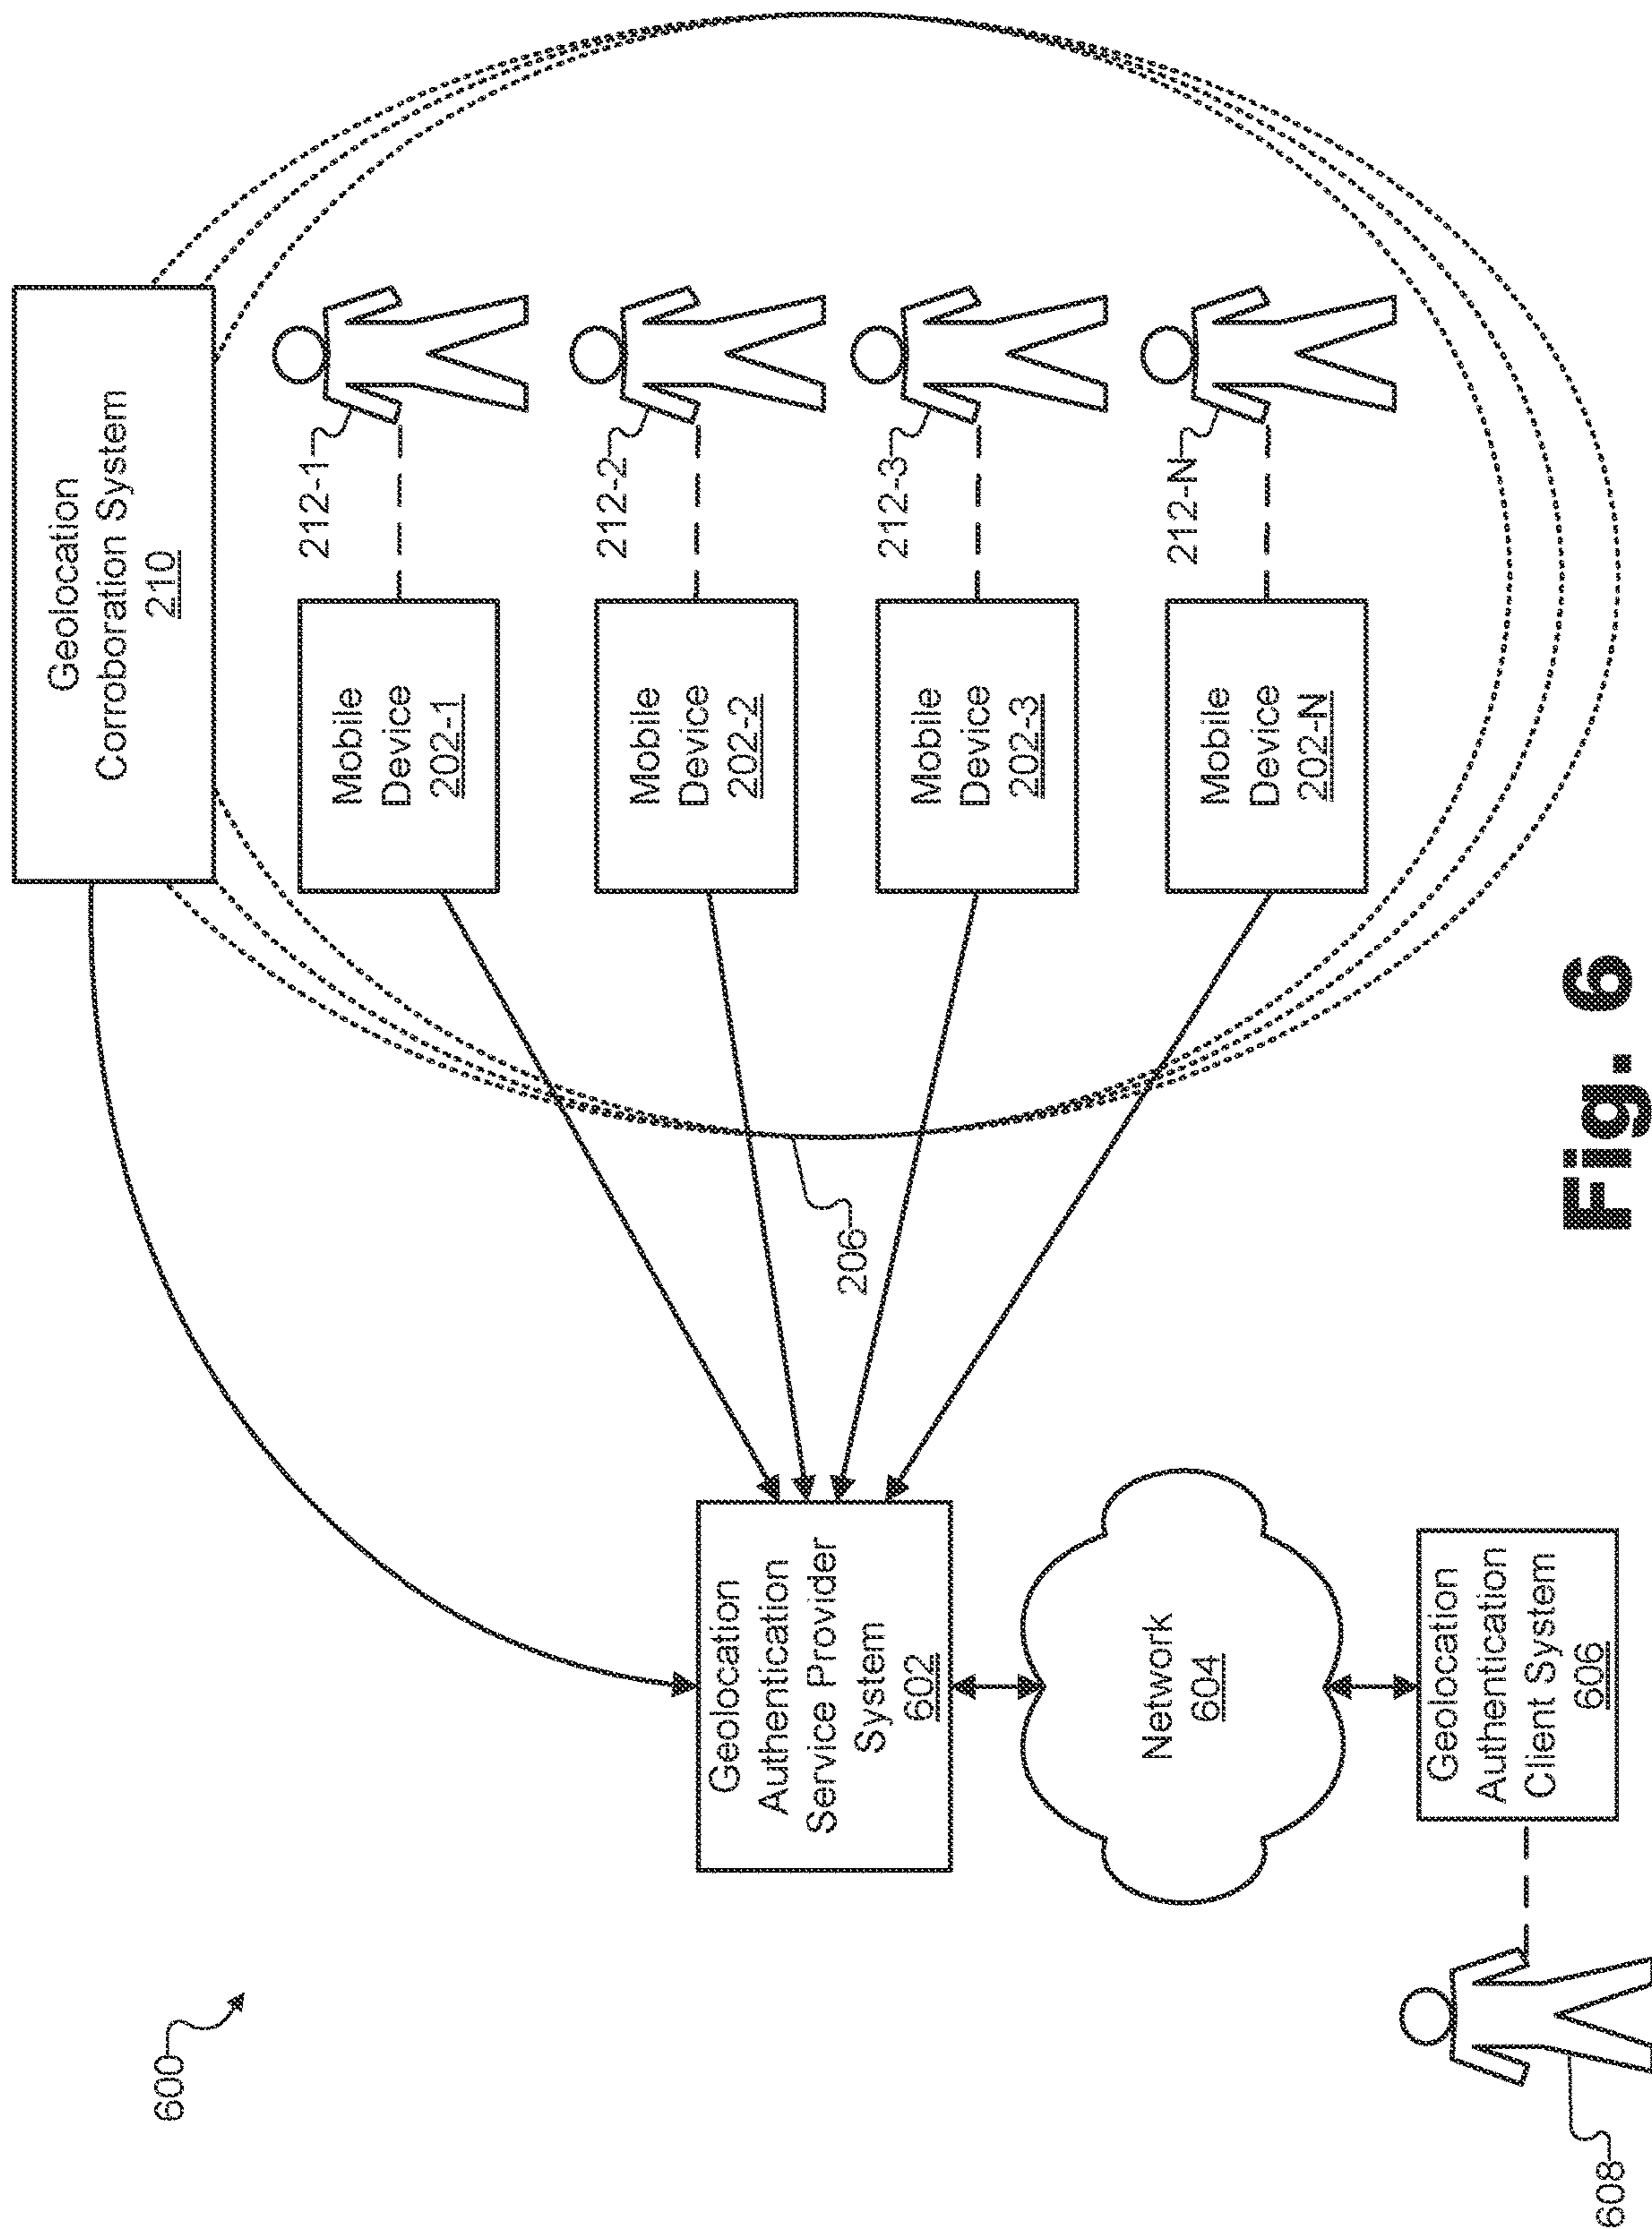 600
Geolocation
Corroboration System
210
Geolocation
Authentication
Service Provider
System
602
Mobile
Device
202-1
212-1
Mobile
Device
202-2
212-2
206
Mobile
Device
202-3
212-3
Network
604
Mobile
Device
202-N
212-N
608
Geolocation
Authentication
Client System
606
Fig. 6